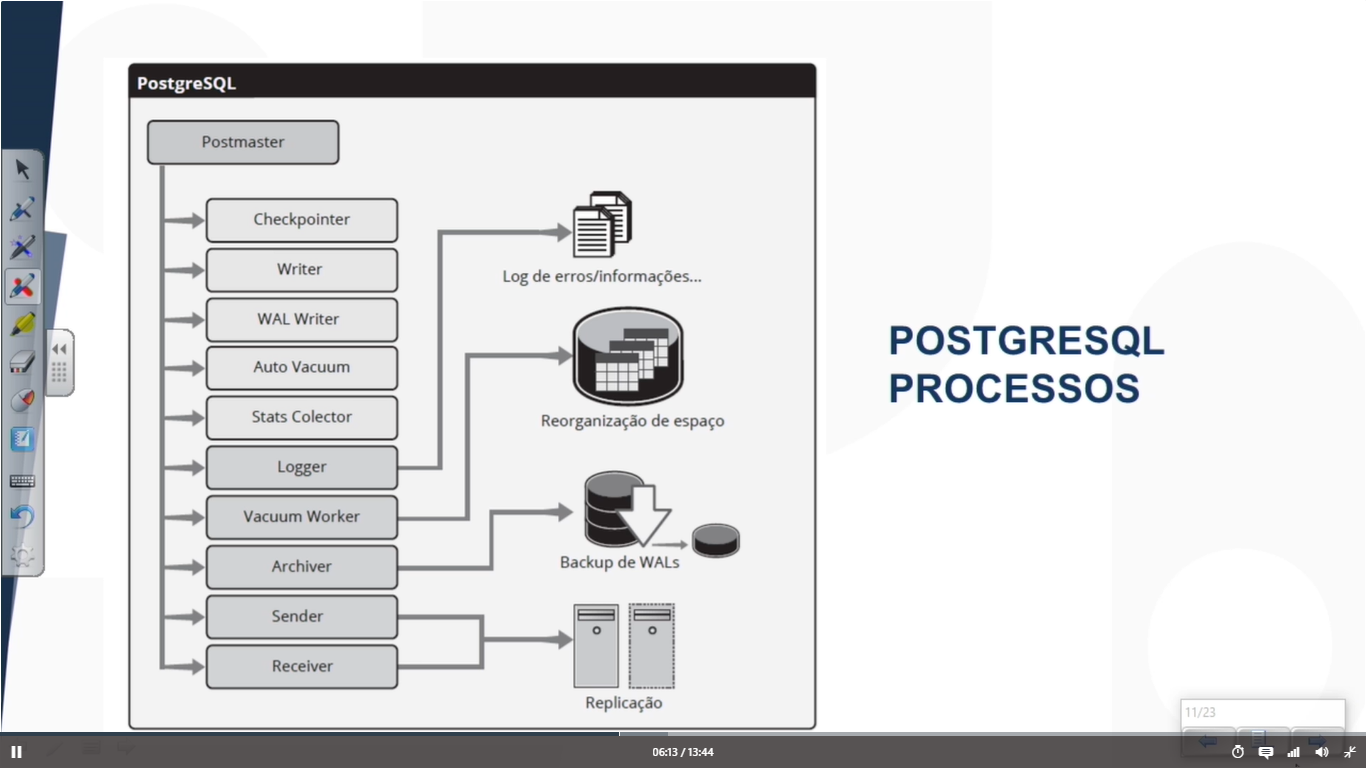 PostgreSQL
Postmaster
Checkpointer
Writer
WAL Writer
Auto Vacuum
Stats Colector
Logger
Vacuum Worker
Archiver
Sender
Receiver
Log de erros/informações...
Reorganização de espaço
Backup de WALs
Replicação
POSTGRESQL
PROCESSOS
11/23
06:13 / 13:44